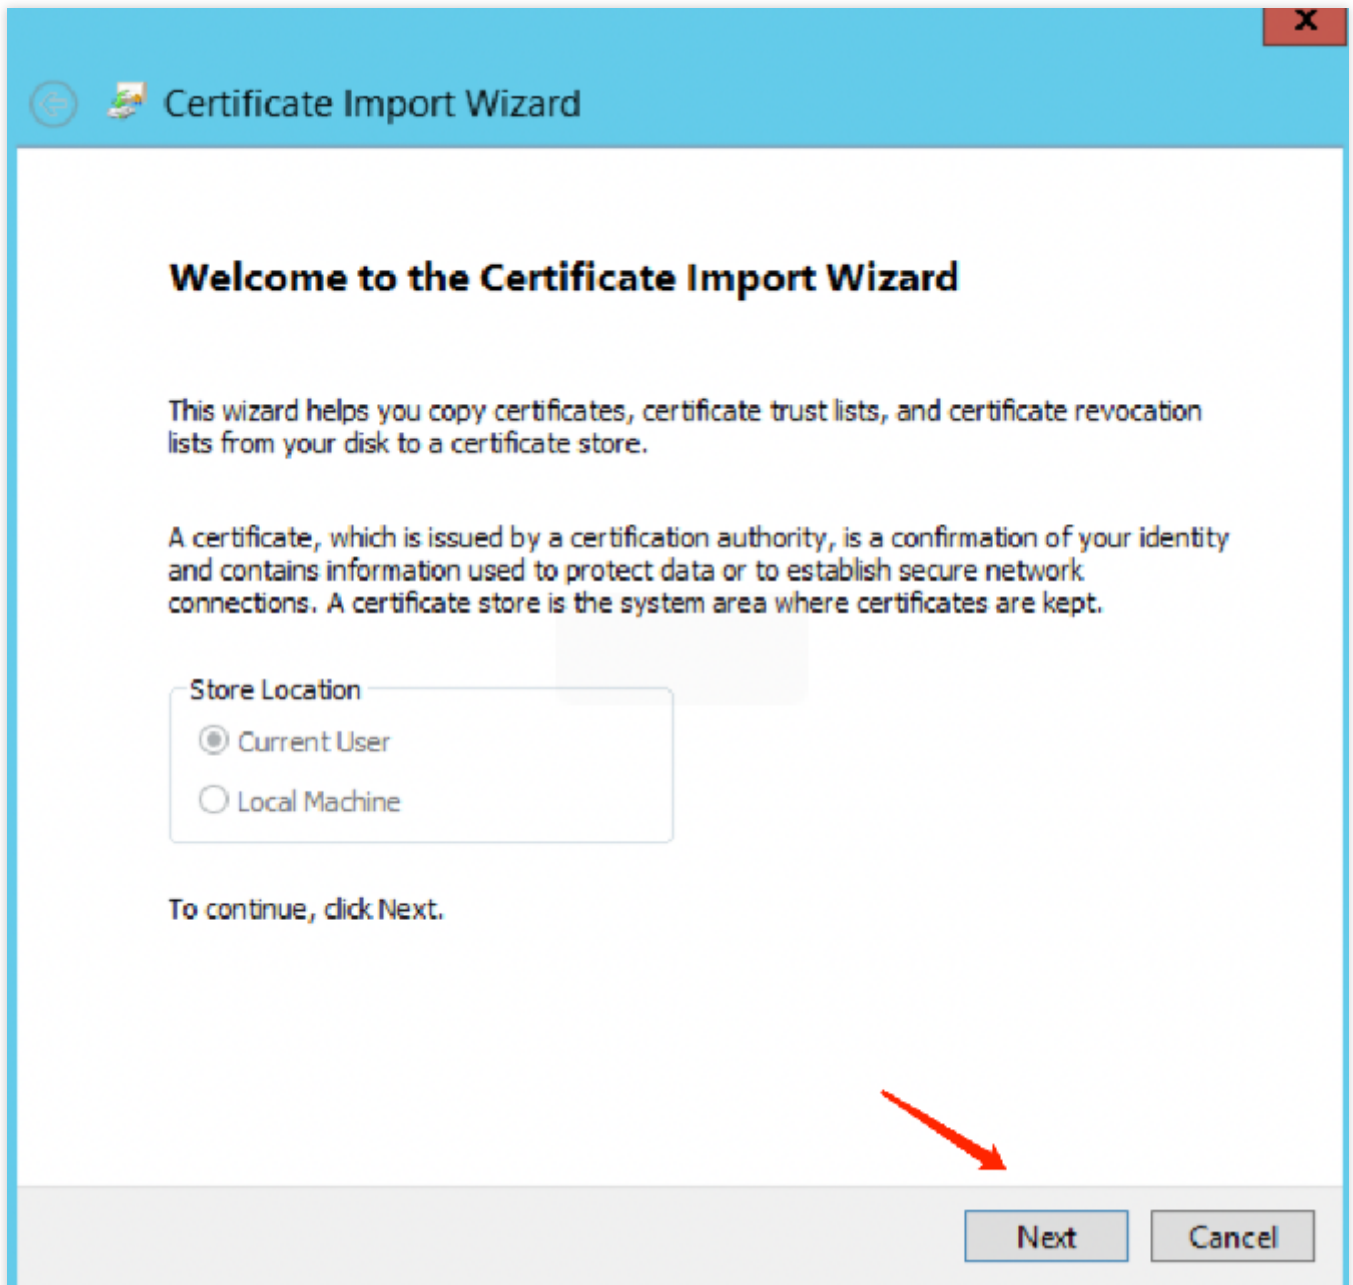 x
Certificate Import Wizard
Welcome to the Certificate Import Wizard
This wizard helps you copy certificates, certificate trust lists, and certificate revocation
lists from your disk to a certificate store.
A certificate, which is issued by a certification authority, is a confirmation of your identity
and contains information used to protect data or to establish secure network
connections. A certificate store is the system area where certificates are kept.
Store Location
Current User
Local Machine
To continue, click Next.
Next Cancel